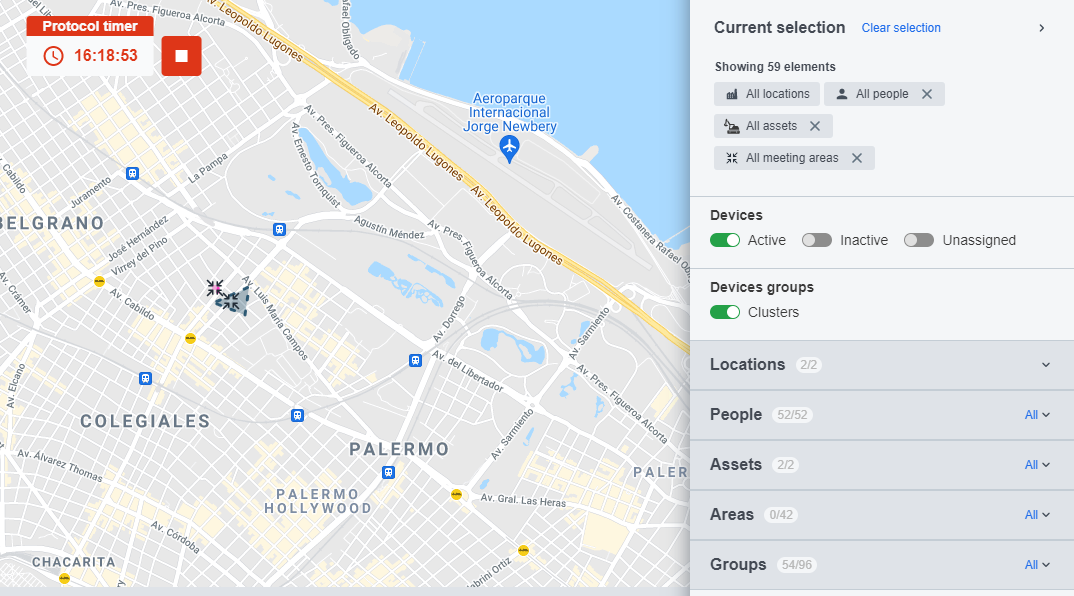 Protocol timer
16:18:53
Av. Pres. Figueroa Alcorta
Rafael Obligado
Av. Leopoldo Lugones
Aeroparque
Internacional
Jorge Newbery
Av. Pres. Figueroa Alcorta
Av. Leopoldo Lugones
Av. Ernesto Tornquist
La Pampa
Juramento
Av. Leopoldo Lugones
Av. Costanera Rafael Ob
BELGRANO
José Hernández
Virrey del Pino
Agustín Méndez
Av. Pres. Figueroa Alcorta
Av. Crámer
Av. Cabildo
Av. Luis María Campos
Av. Dorrego
Av. Sarmiento
Av. Cabildo
Av. del Libertador
Av. Elcano
Av. Pres. Figueroa Alcorta
COLEGIALES
Av. Sarmiento
PALERMO
Av. Álvarez Thomas
PALER
PALERMO
HOLLYWOOD
Av. Gral. Las Heras
Av. Córdoba
CHACARITA
Cabrini Ortiz
Current selection
Clear selection
Showing 59 elements
All locations
All people
All assets
All meeting areas
Devices
Active
Inactive
Unassigned
Devices groups
Clusters
Locations 2/2
People 52/52 All
Assets 2/2 All
Areas 0/42 All
Groups 54/96 All